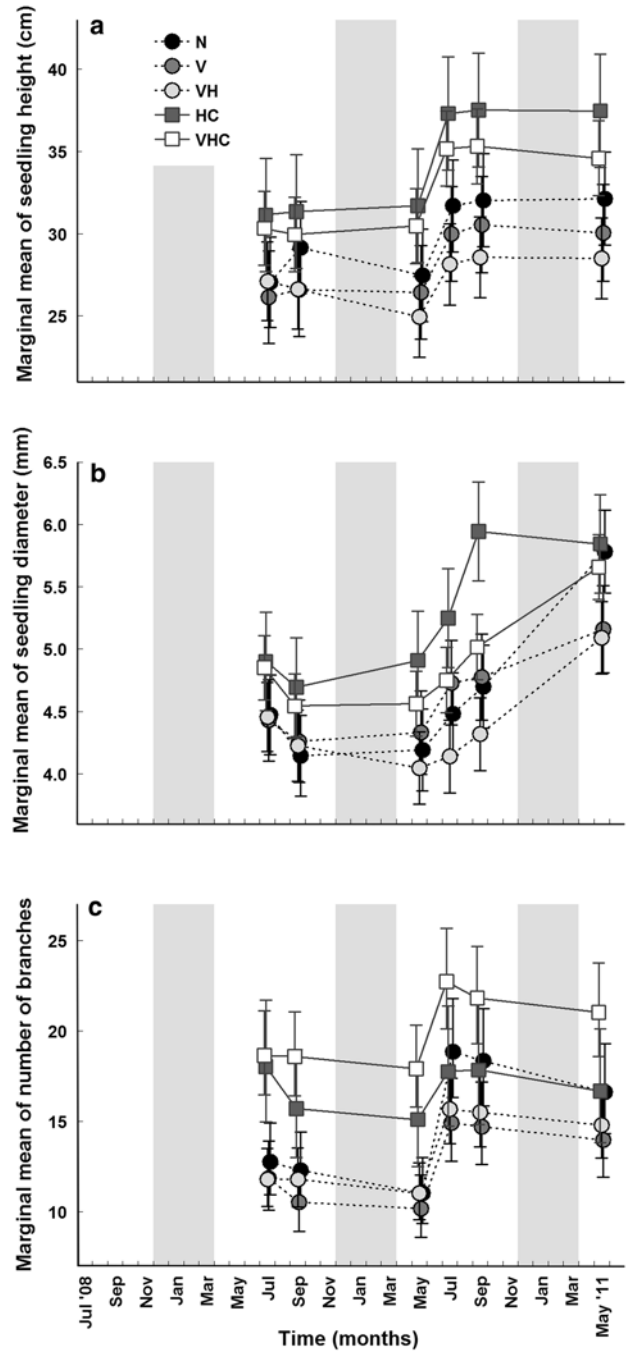 a
N
V
VH
HC
VHC
40
35
30
25
Marginal mean of seedling height (cm)
b
6.5
6.0
5.5
5.0
4.5
4.0
Marginal mean of seedling diameter (mm)
c
25
20
15
10
Marginal mean of number of branches
Jul '08 Sep Nov Jan Mar May Jul Sep Nov Jan Mar May Jul Sep Nov Jan Mar May '11
Time (months)